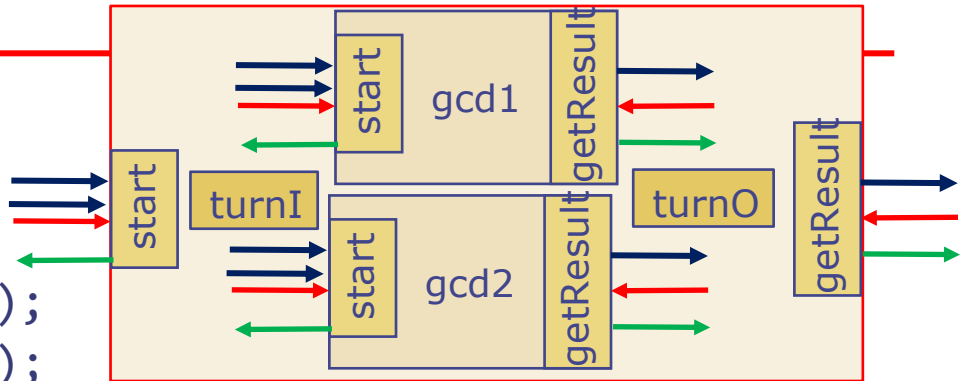 start
gcd1
getResult
start
turnI
turnO
getResult
start
gcd2
getResult
);
);